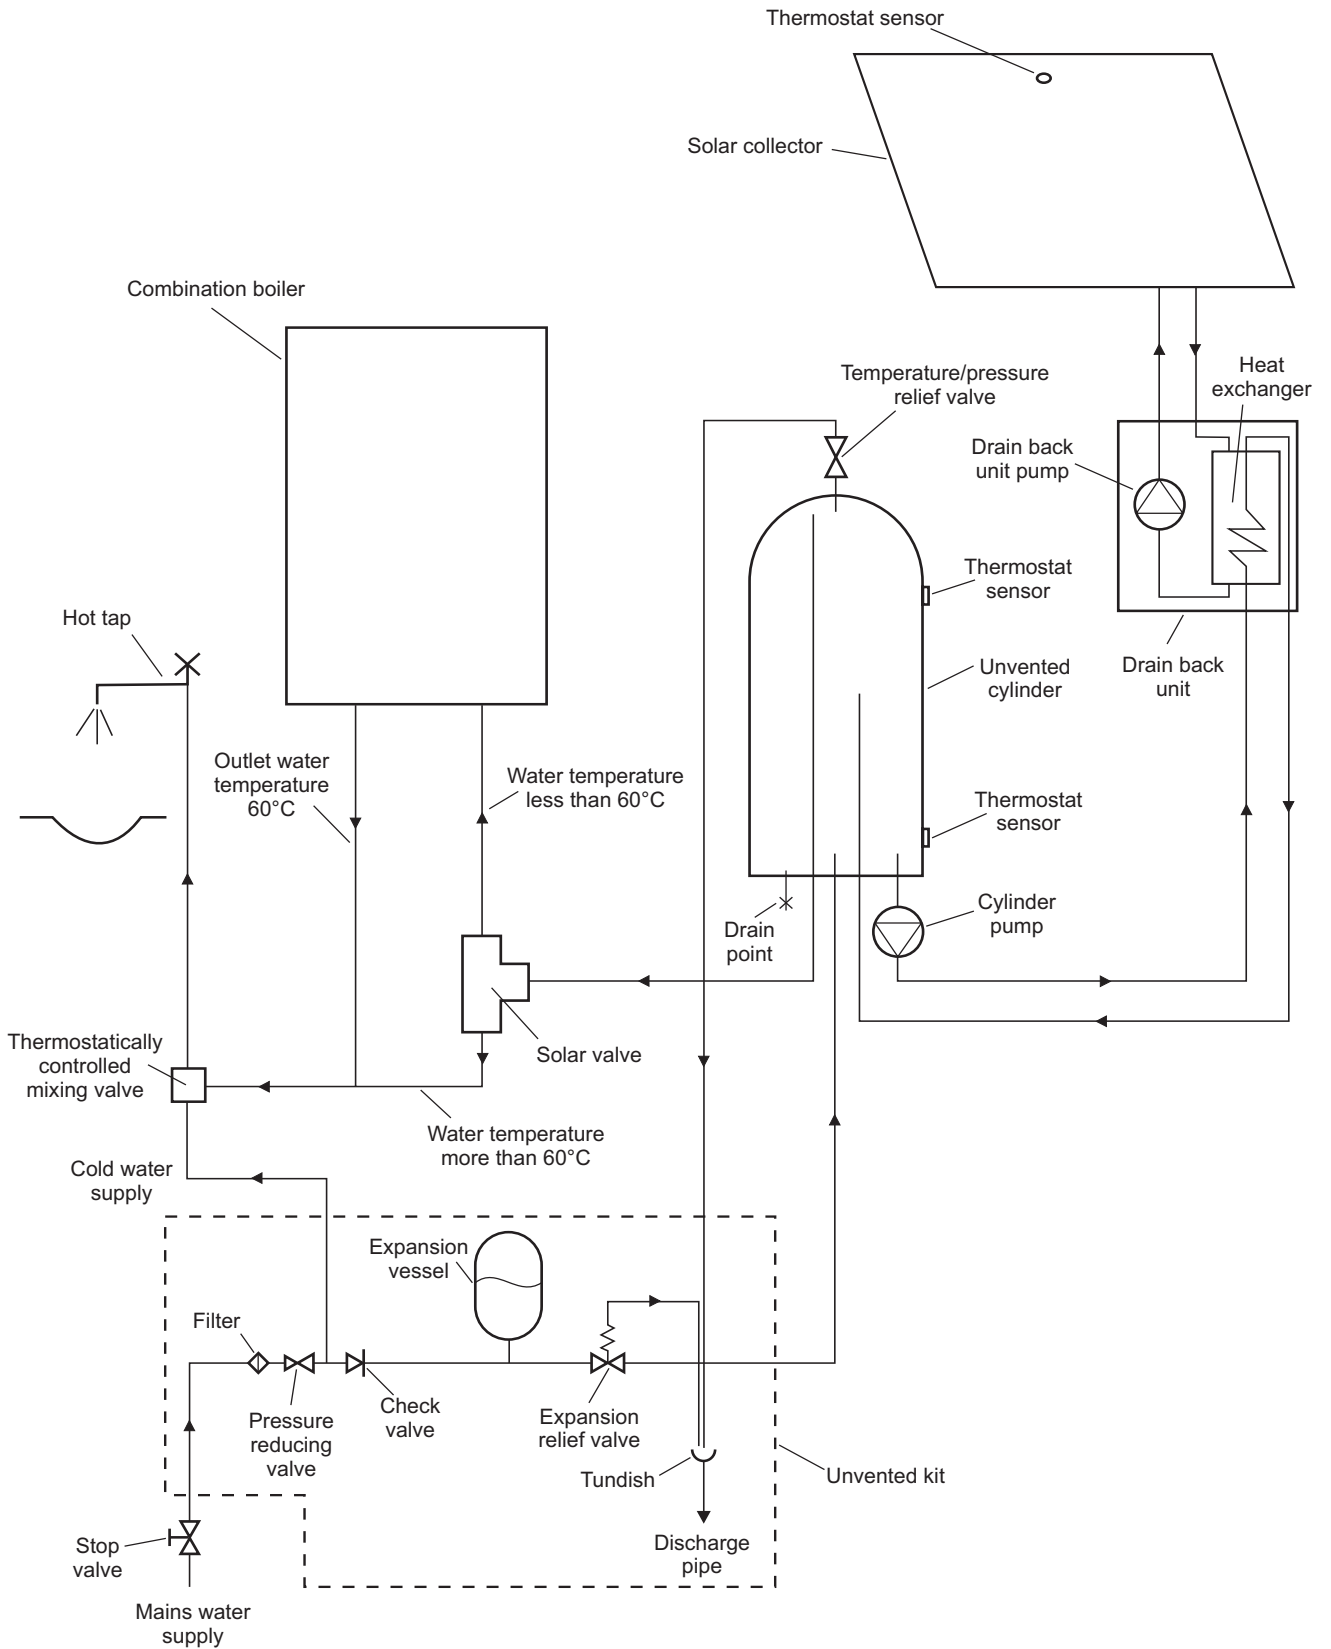 Thermostat sensor
Solar collector
Combination boiler
Temperature/pressure
relief valve
Heat
exchanger
Drain back
unit pump
Thermostat
sensor
Hot tap
Unvented
cylinder
Drain back
unit
Outlet water
temperature
60°C
Water temperature
less than 60°C
Thermostat
sensor
Drain
point
Cylinder
pump
Thermostatically
controlled
mixing valve
Solar valve
Water temperature
more than 60°C
Cold water
supply
Expansion
vessel
Filter
Pressure
reducing
valve
Check
valve
Expansion
relief valve
Tundish
Unvented kit
Discharge
pipe
Stop
valve
Mains water
supply